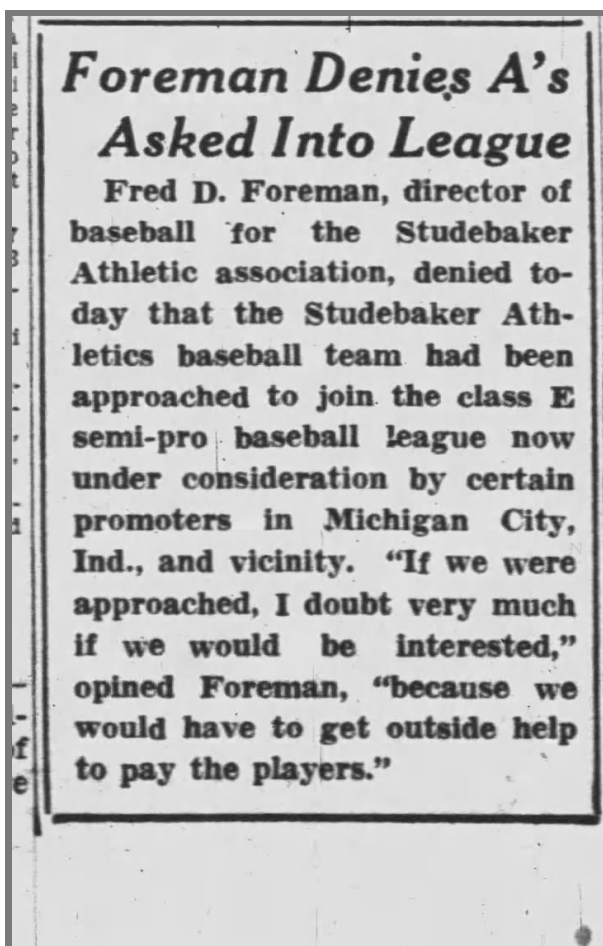 Foreman Denies A's
Asked Into League
Fred D. Foreman, director of
baseball for the Studebaker
Athletic association, denied to-
day that the Studebaker Ath-
letics baseball team had been
approached to join the class E
semi-pro baseball league now
under consideration by certain
promoters in Michigan City,
Ind., and vicinity. “If we were
approached, I doubt very much
if we would be interested,”
opined Foreman, “because we
would have to get outside help
to pay the players.”